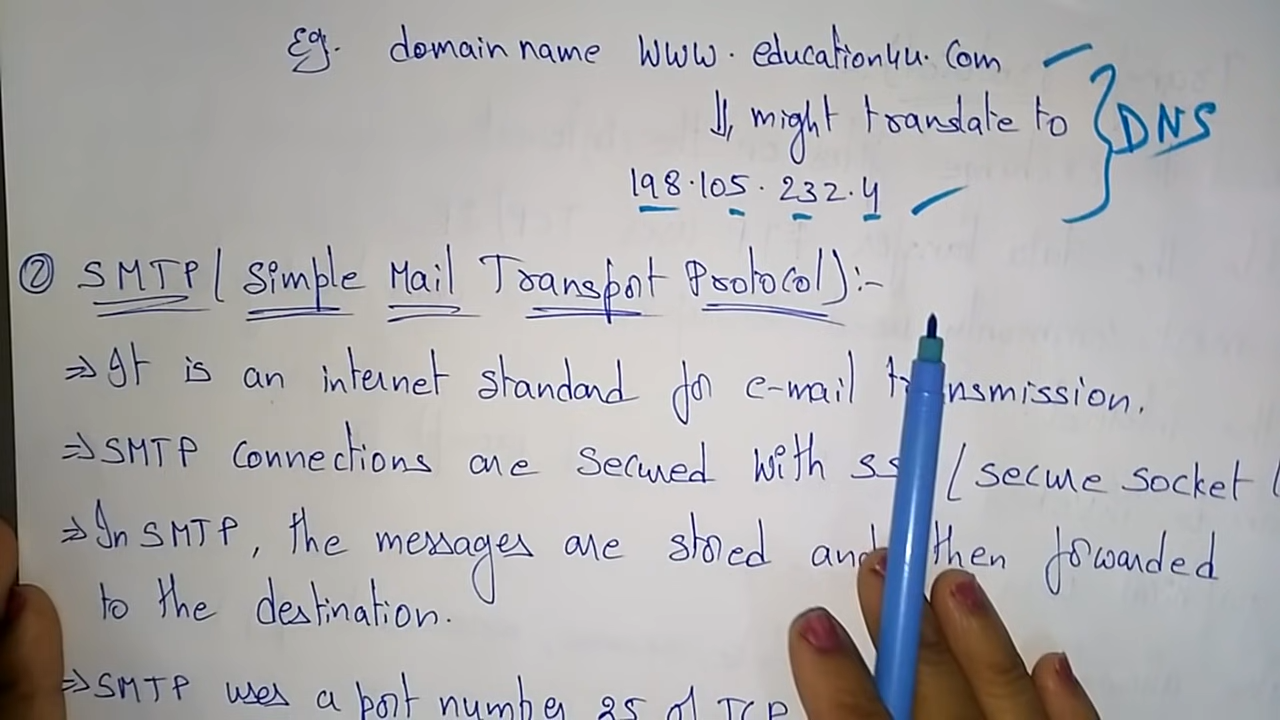 Eg. domain name www.education4u.com
⇓ might translate to } DNS
198.105.232.4
② SMTP ( Simple Mail Transport Protocol):-
⇒ It is an internet standard for e-mail transmission.
⇒ SMTP connections are secured with SS ( secure socket
⇒ In SMTP, the messages are stored and then forwarded
to the destination.
⇒ SMTP uses a port number 25 of TCP